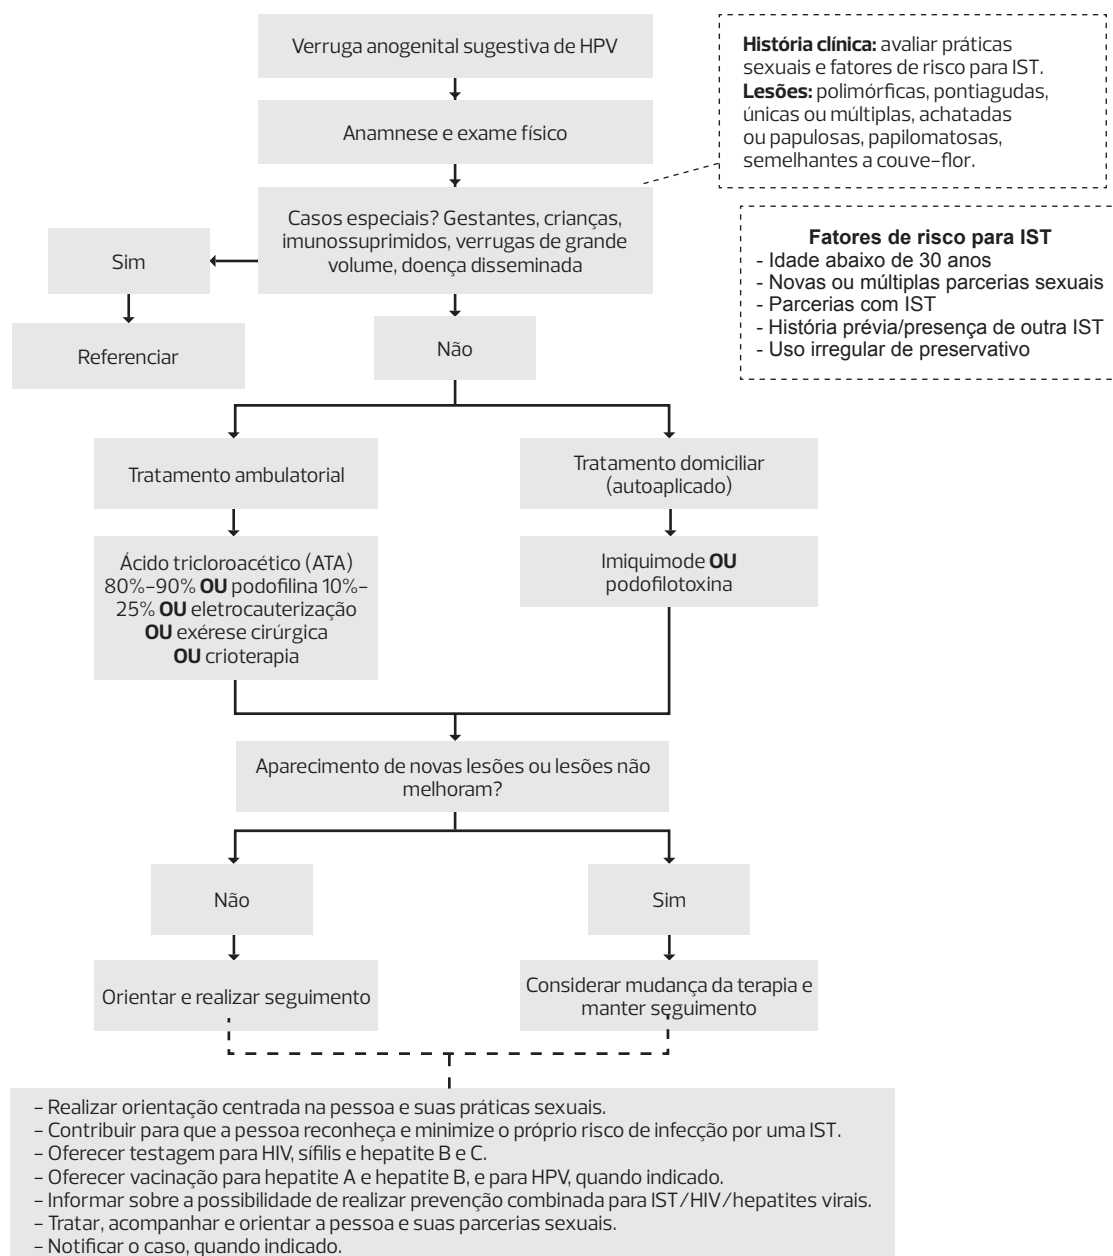 Verruga anogenital sugestiva de HPV
História clínica: avaliar práticas
sexuais e fatores de risco para IST.
Lesões: polimórficas, pontiagudas,
únicas ou múltiplas, achatadas
ou papulosas, papilomatosas,
semelhantes a couve-flor.
Anamnese e exame físico
Casos especiais? Gestantes, crianças,
imunossuprimidos, verrugas de grande
volume, doença disseminada
Fatores de risco para IST
- Idade abaixo de 30 anos
- Novas ou múltiplas parcerias sexuais
- Parcerias com IST
- História prévia/presença de outra IST
- Uso irregular de preservativo
Sim
Referenciar
Não
Tratamento ambulatorial
Tratamento domiciliar
(autoaplicado)
Ácido tricloroacético (ATA)
80%-90% OU podofilina 10%-
25% OU eletrocauterização
OU exérese cirúrgica
OU crioterapia
Imiquimode OU
podofilotoxina
Aparecimento de novas lesões ou lesões não
melhoram?
Não
Sim
Orientar e realizar seguimento
Considerar mudança da terapia e
manter seguimento
– Realizar orientação centrada na pessoa e suas práticas sexuais.
– Contribuir para que a pessoa reconheça e minimize o próprio risco de infecção por uma IST.
– Oferecer testagem para HIV, sífilis e hepatite B e C.
– Oferecer vacinação para hepatite A e hepatite B, e para HPV, quando indicado.
– Informar sobre a possibilidade de realizar prevenção combinada para IST/HIV/hepatites virais.
– Tratar, acompanhar e orientar a pessoa e suas parcerias sexuais.
– Notificar o caso, quando indicado.